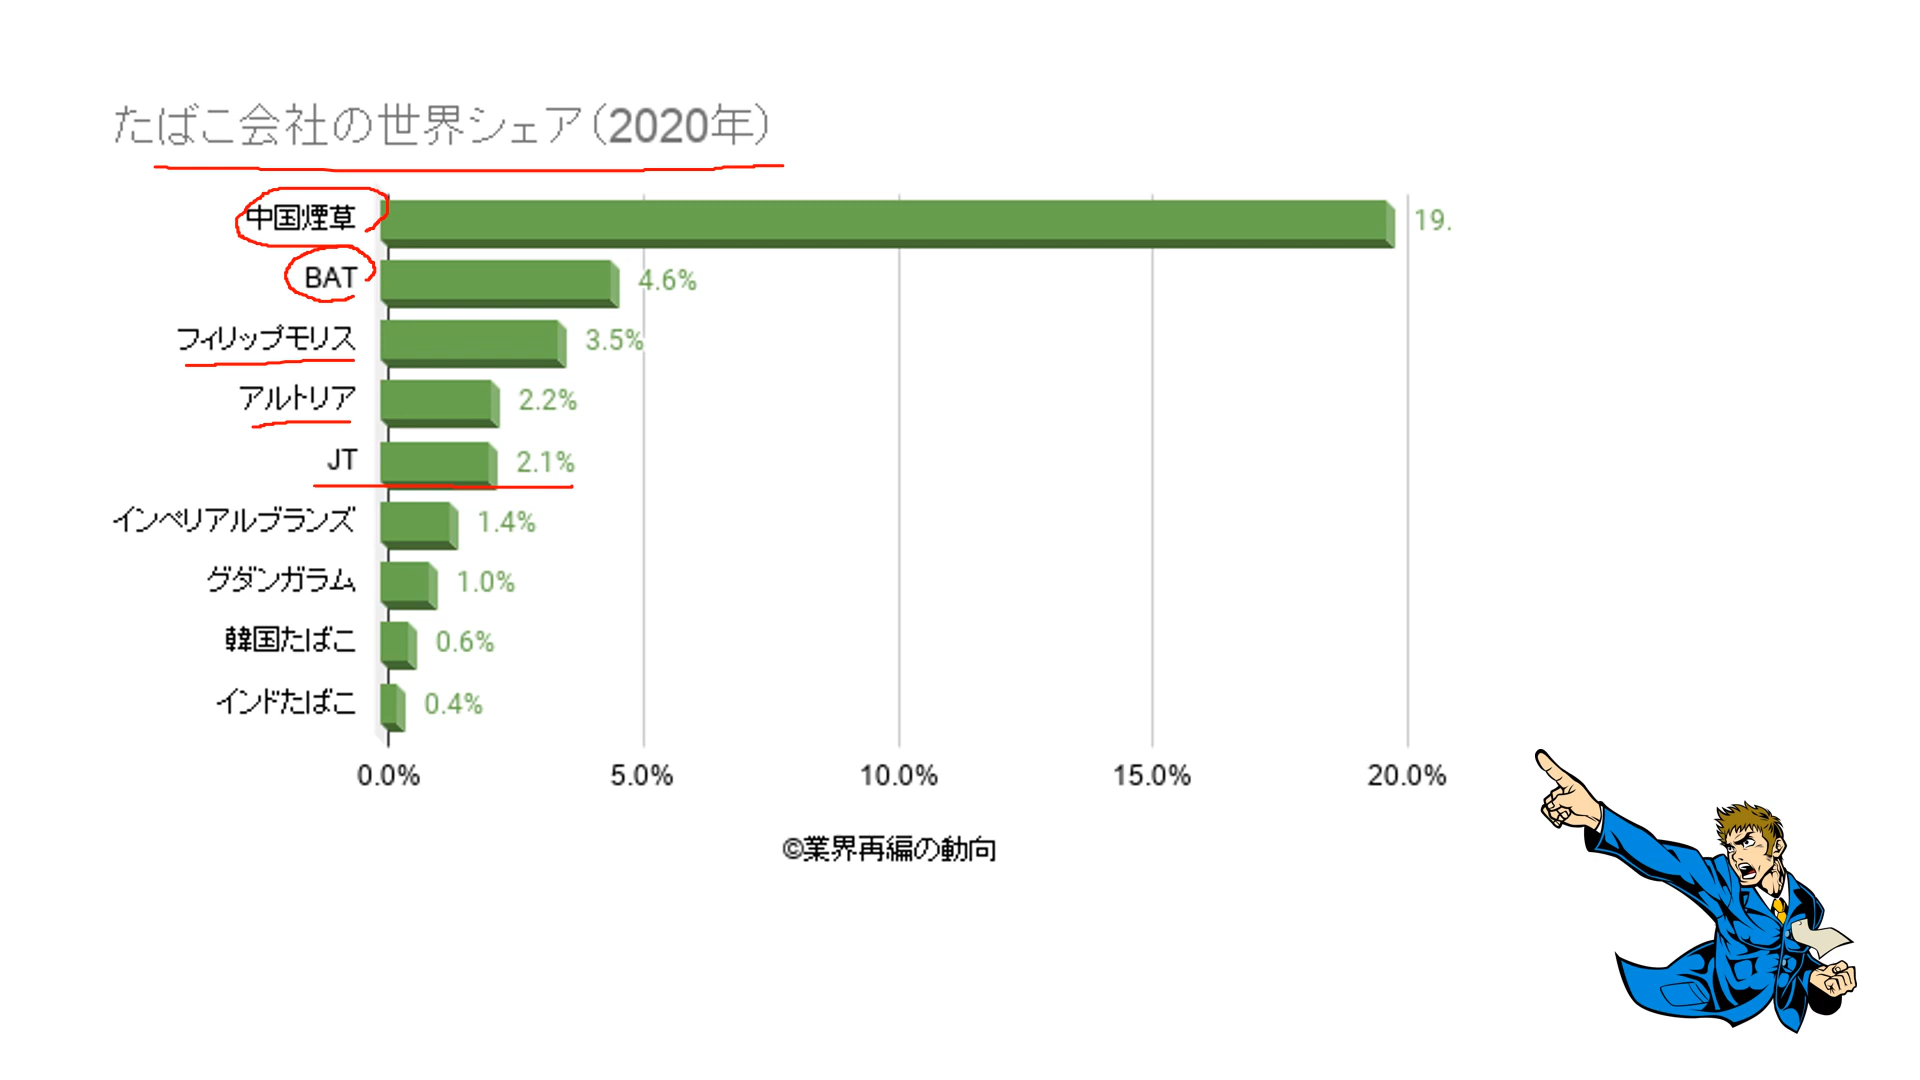 たばこ会社の世界シェア(2020年)
中国煙草 19.
BAT 4.6%
フィリップモリス 3.5%
アルトリア 2.2%
JT 2.1%
インペリアルブランズ 1.4%
グダンガラム 1.0%
韓国たばこ 0.6%
インドたばこ 0.4%
0.0% 5.0% 10.0% 15.0% 20.0%
©業界再編の動向